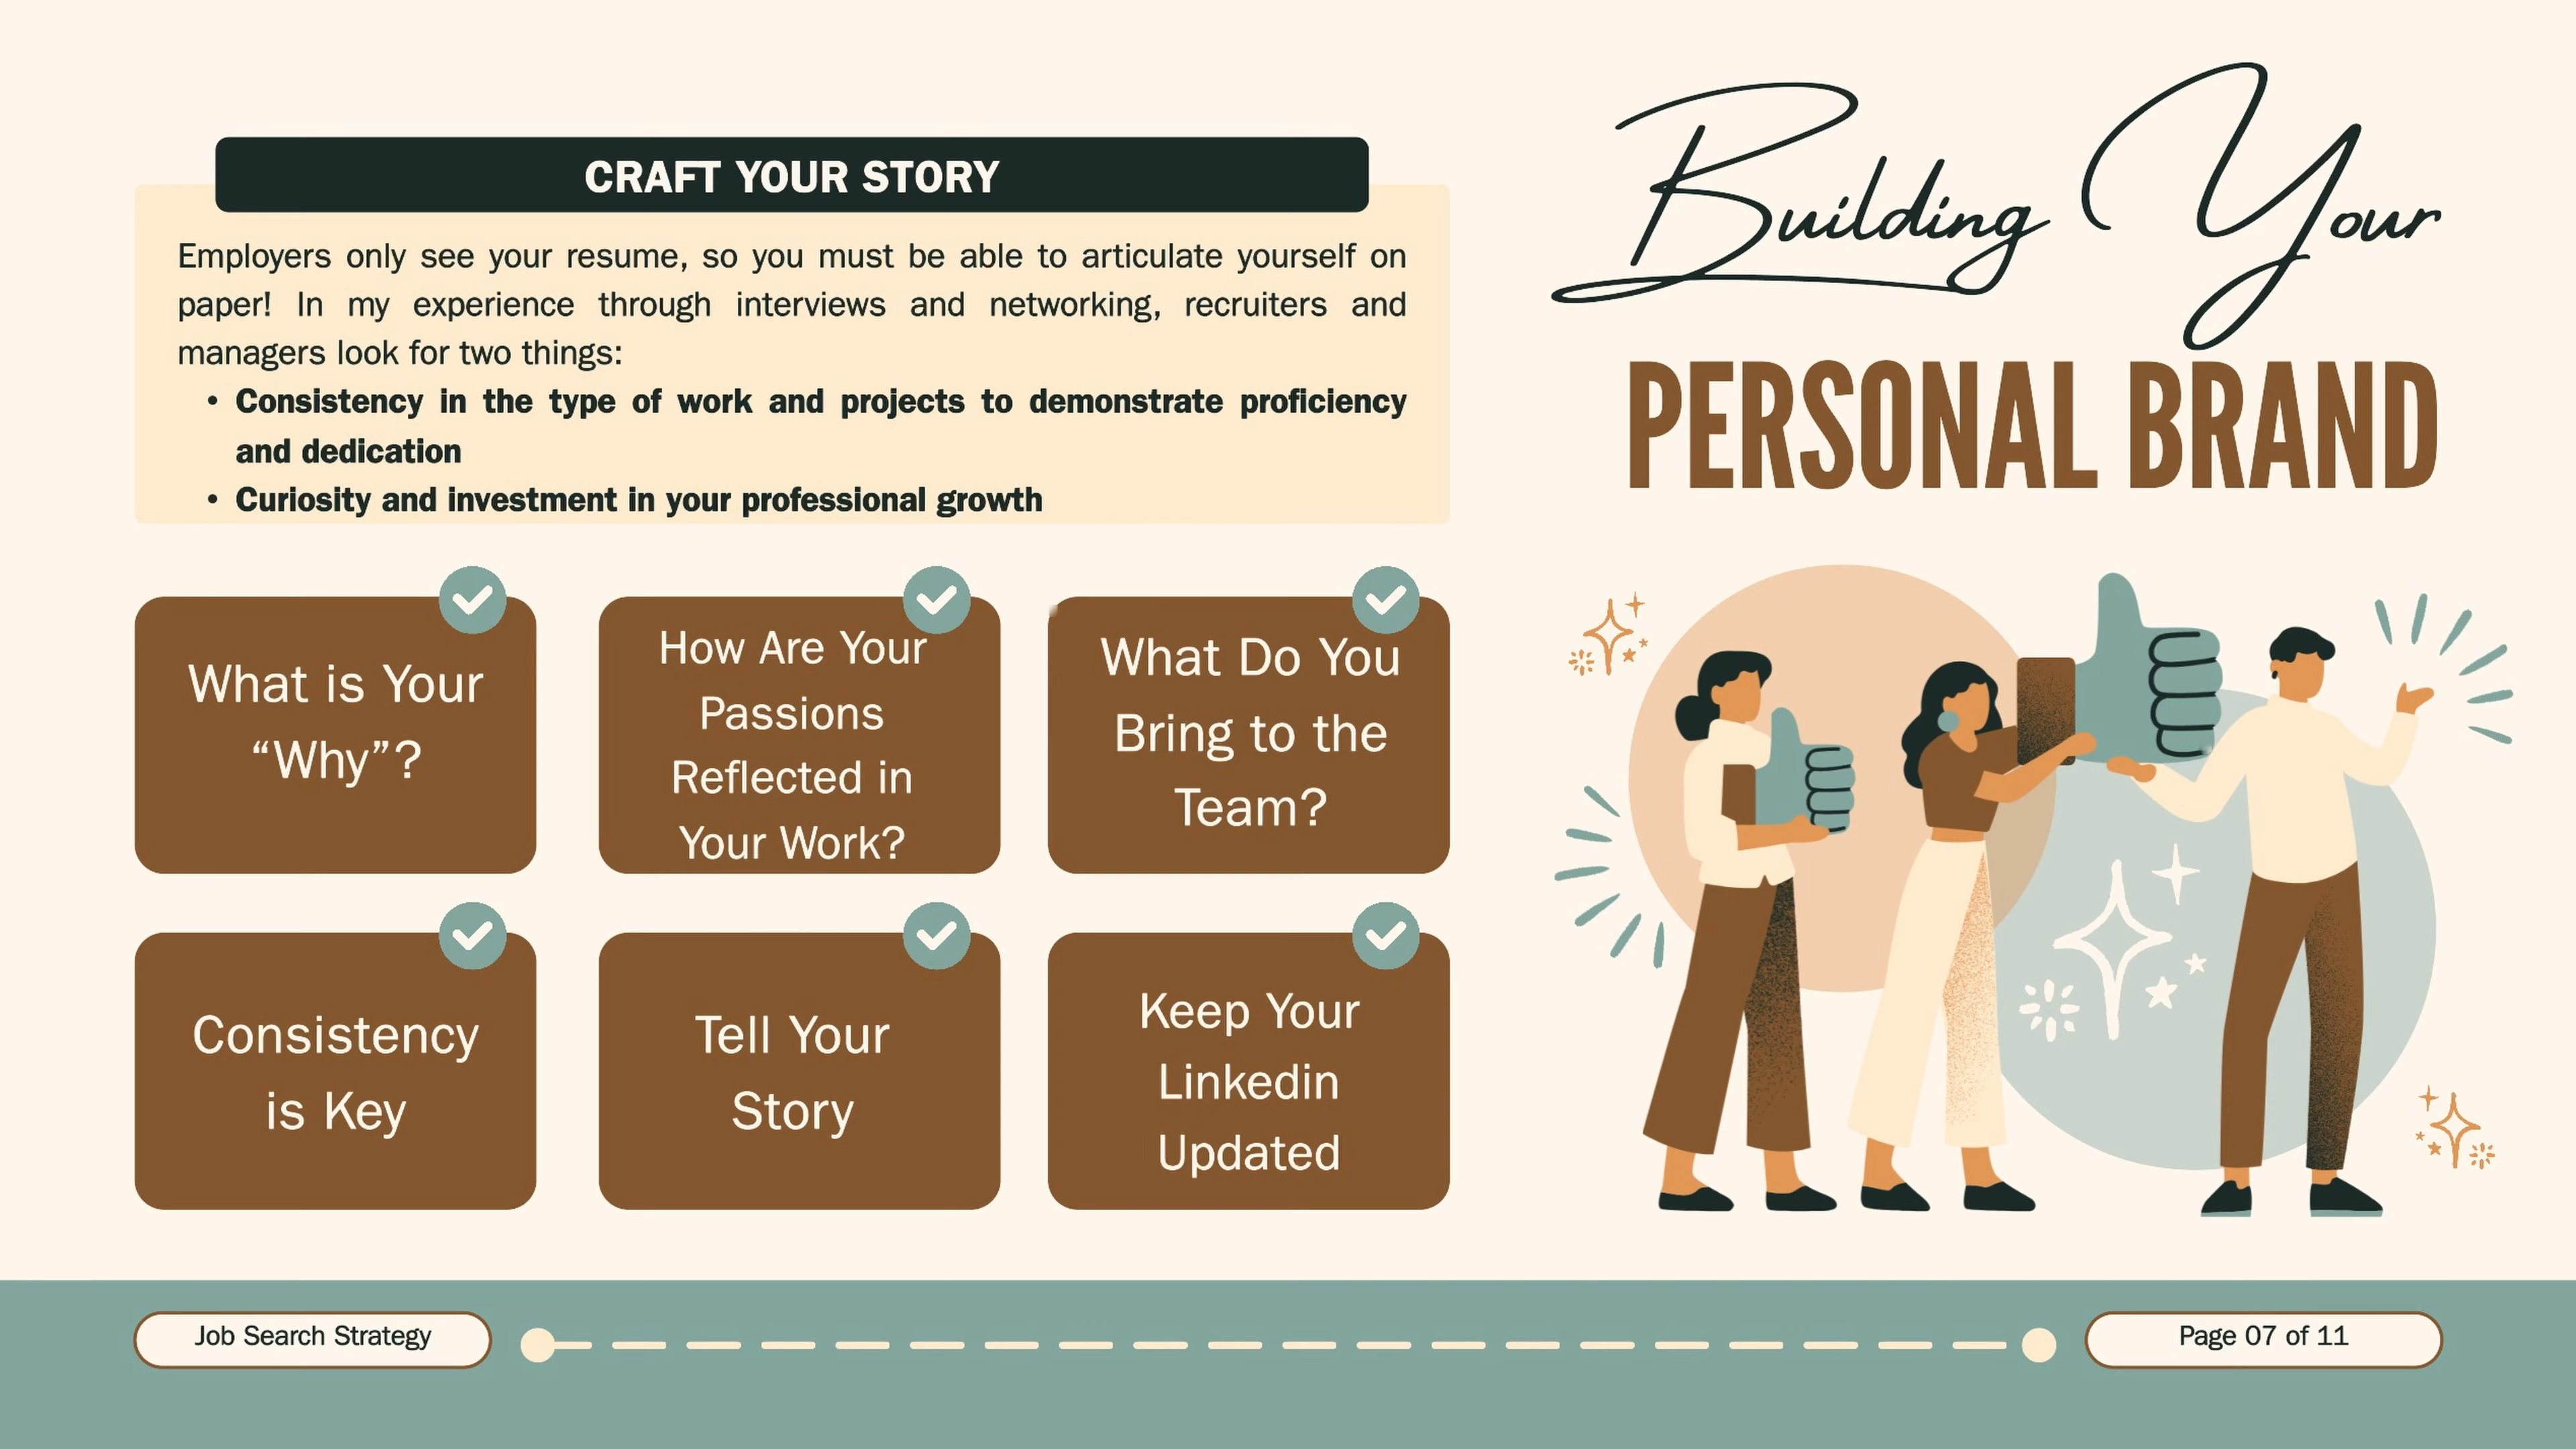 Building Your
PERSONAL BRAND
CRAFT YOUR STORY
Employers only see your resume, so you must be able to articulate yourself on
paper! In my experience through interviews and networking, recruiters and
managers look for two things:
• Consistency in the type of work and projects to demonstrate proficiency
and dedication
• Curiosity and investment in your professional growth
What is Your
“Why”?
How Are Your
Passions
Reflected in
Your Work?
What Do You
Bring to the
Team?
Consistency
is Key
Tell Your
Story
Keep Your
Linkedin
Updated
Job Search Strategy
Page 07 of 11